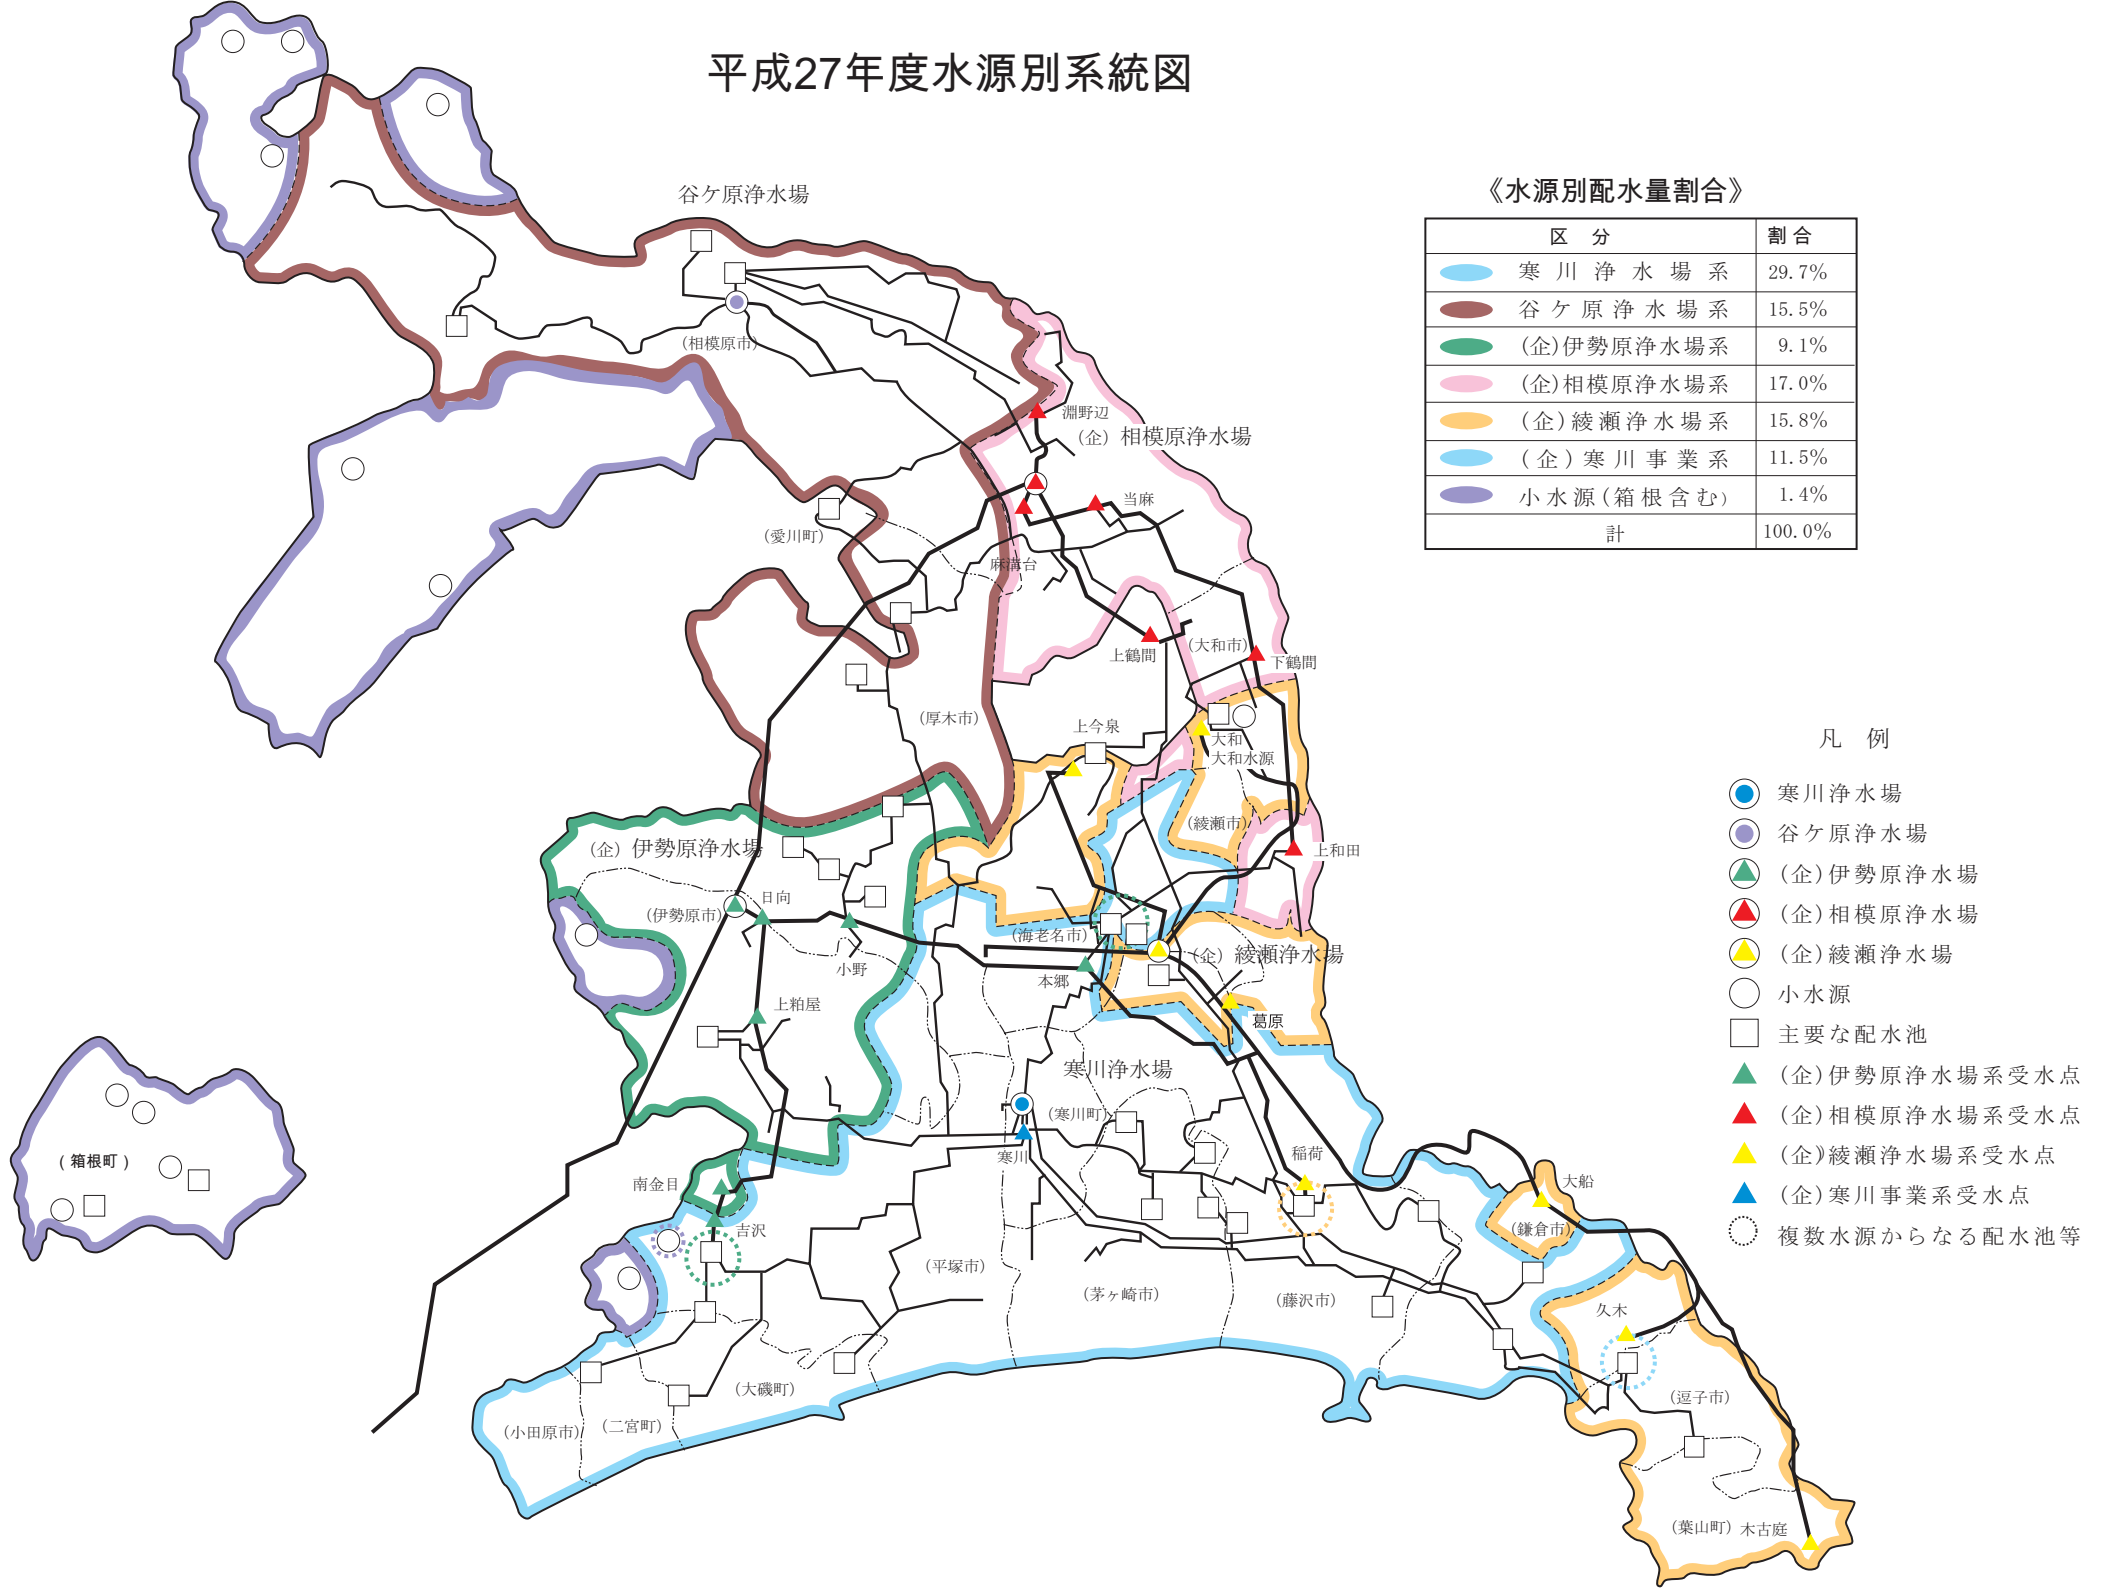 平成27年度水源別系統図
谷ケ原浄水場
(相模原市)
淵野辺
(企) 相模原浄水場
当麻
(愛川町)
麻溝台
上鶴間
(大和市)
下鶴間
(厚木市)
上今泉
大和
大和水源
(綾瀬市)
上和田
(企) 伊勢原浄水場
日向
(伊勢原市)
小野
(海老名市)
本郷
(企) 綾瀬浄水場
葛原
上粕屋
寒川浄水場
(寒川町)
寒川
稲荷
南金目
吉沢
大船
(鎌倉市)
(箱根町)
(平塚市)
(茅ヶ崎市)
(藤沢市)
久木
(大磯町)
(二宮町)
(小田原市)
(逗子市)
(葉山町)
木古庭
《水源別配水量割合》
区 分 割合
寒川浄水場系 29.7%
谷ケ原浄水場系 15.5%
(企)伊勢原浄水場系 9.1%
(企)相模原浄水場系 17.0%
(企)綾瀬浄水場系 15.8%
(企)寒川事業系 11.5%
小水源(箱根含む) 1.4%
計 100.0%
凡 例
寒川浄水場
谷ケ原浄水場
(企)伊勢原浄水場
(企)相模原浄水場
(企)綾瀬浄水場
小水源
主要な配水池
(企)伊勢原浄水場系受水点
(企)相模原浄水場系受水点
(企)綾瀬浄水場系受水点
(企)寒川事業系受水点
複数水源からなる配水池等